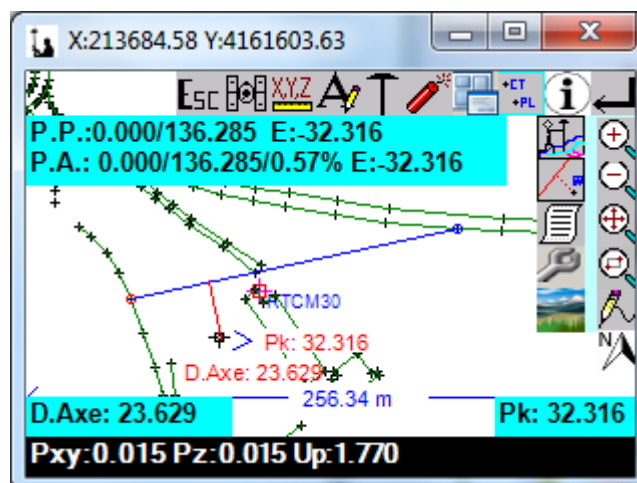 X:213684.58 Y:4161603.63
ESC X.Y.Z A T +CT
+PL i
P.P.:0.000/136.285 E:-32.316
P.A.: 0.000/136.285/0.57% E:-32.316
RTCM30
Pk: 32.316
D.Axe: 23.629
N
256.34 m
D.Axe: 23.629 Pk: 32.316
Pxy:0.015 Pz:0.015 Up:1.770